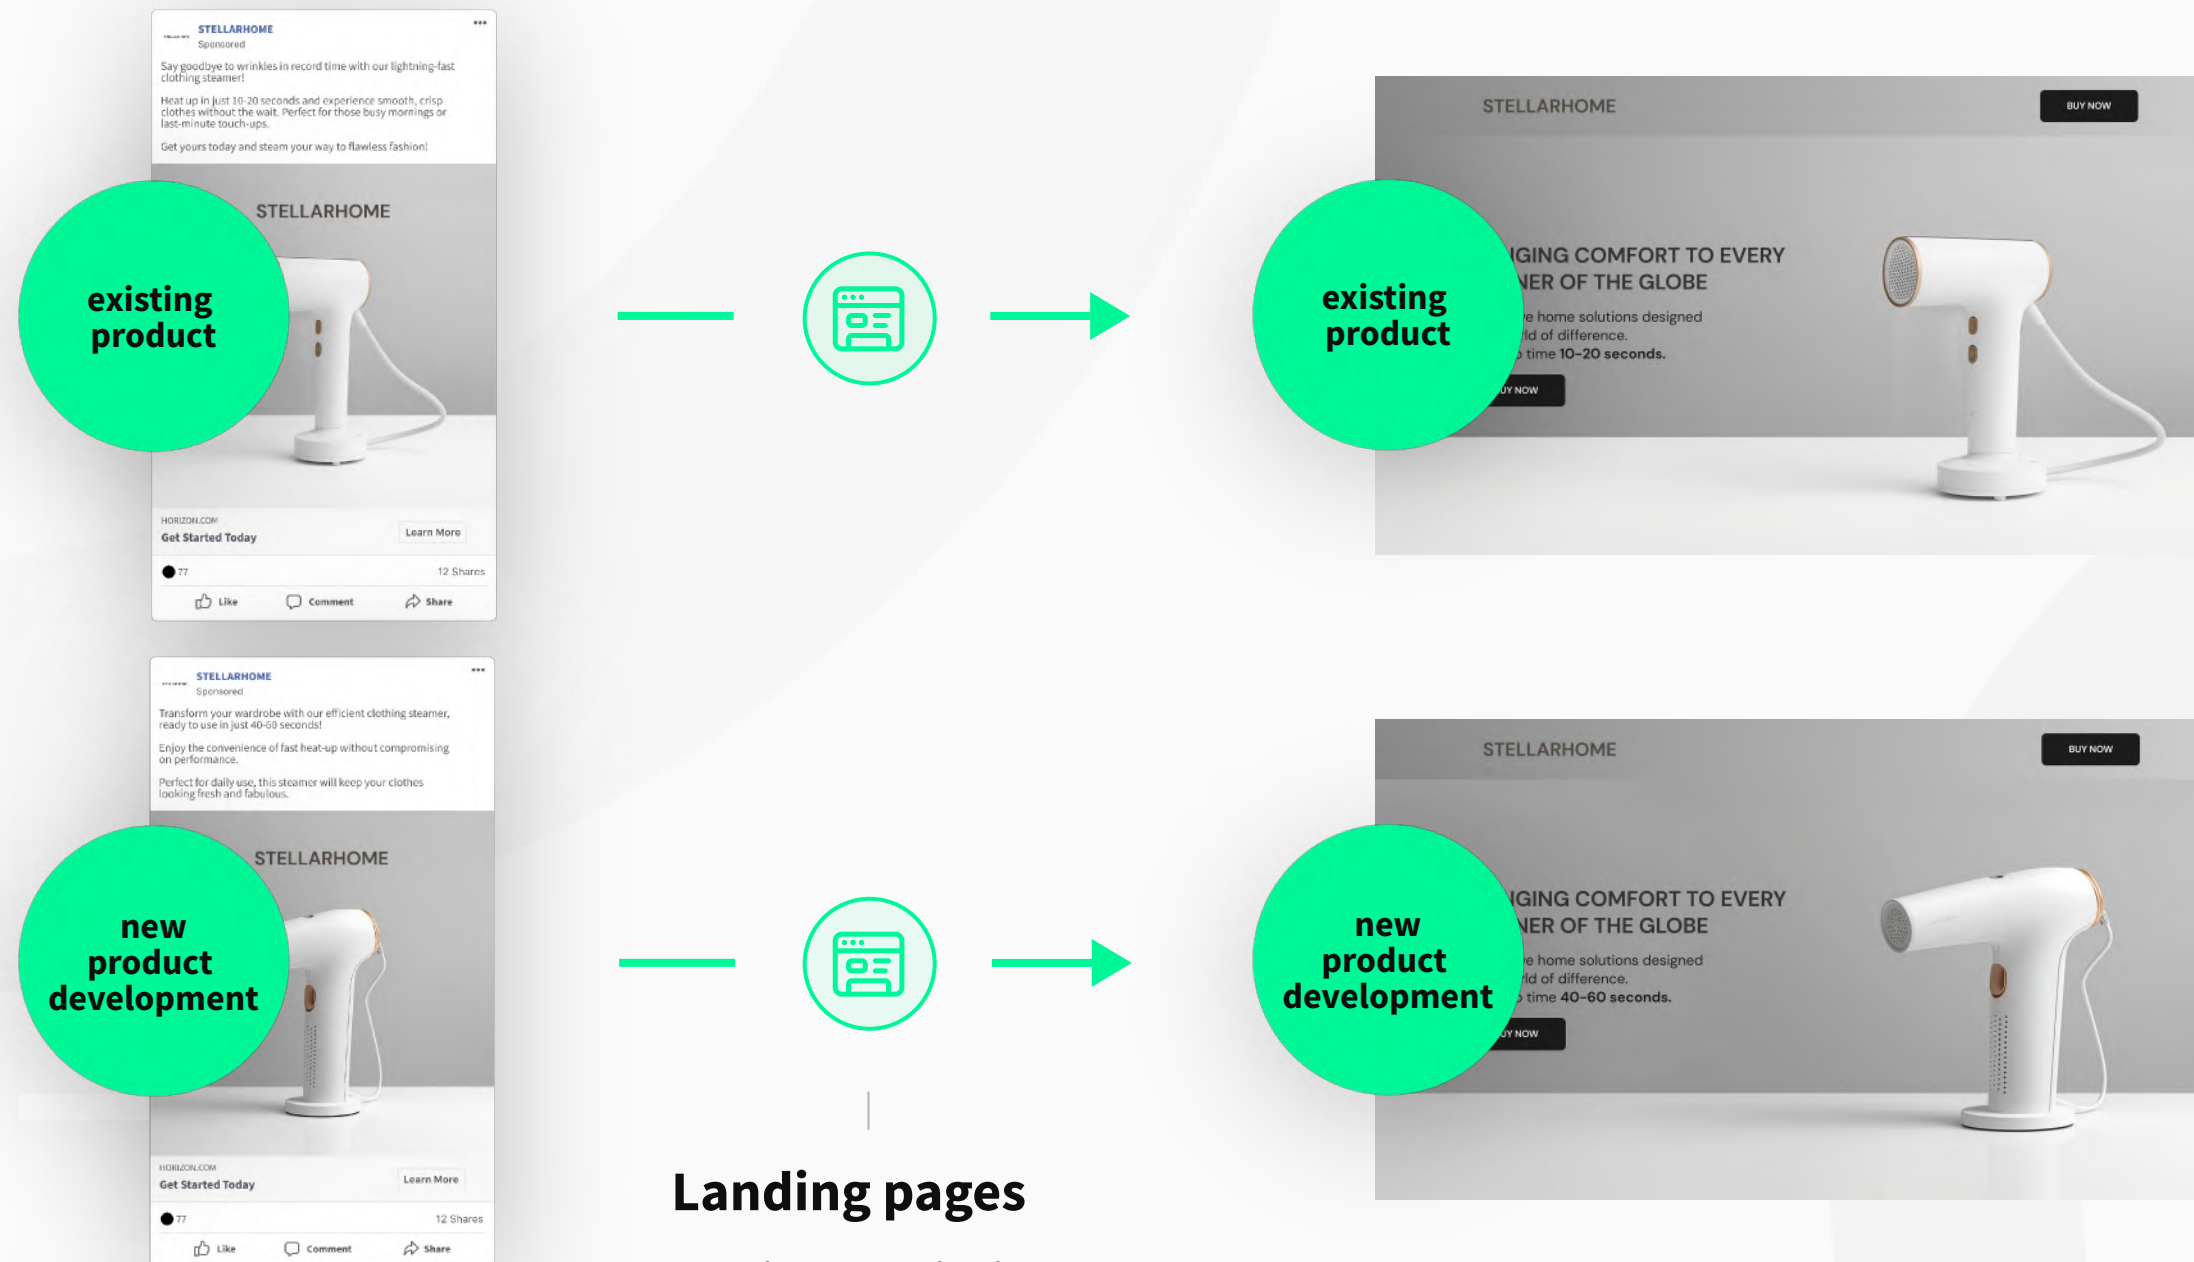 STELLARHOME
Sponsored
Say goodbye to wrinkles in record time with our lightning-fast
clothing steamer!
Heat up in just 10-20 seconds and experience smooth, crisp
clothes without the wait. Perfect for those busy mornings or
last-minute touch-ups.
Get yours today and steam your way to flawless fashion!
STELLARHOME
existing
product
HORIZON.COM
Get Started Today
Learn More
77
12 Shares
Like
Comment
Share
STELLARHOME
BUY NOW
existing
product
GING COMFORT TO EVERY
NER OF THE GLOBE
e home solutions designed
ld of difference.
time 10-20 seconds.
UY NOW
STELLARHOME
Sponsored
Transform your wardrobe with our efficient clothing steamer,
ready to use in just 40-60 seconds!
Enjoy the convenience of fast heat-up without compromising
on performance.
Perfect for daily use, this steamer will keep your clothes
looking fresh and fabulous.
STELLARHOME
new
product
development
HORIZON.COM
Get Started Today
Learn More
77
12 Shares
Like
Comment
Share
Landing pages
STELLARHOME
BUY NOW
new
product
development
GING COMFORT TO EVERY
NER OF THE GLOBE
e home solutions designed
ld of difference.
time 40-60 seconds.
UY NOW